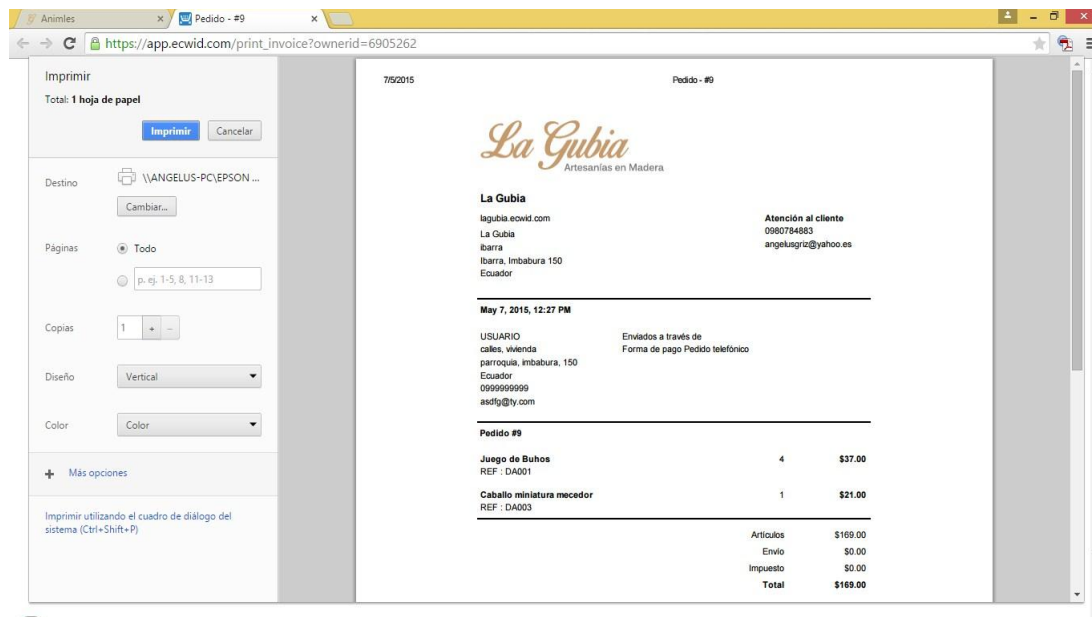 Animles
Pedido - #9
https://app.ecwid.com/print_invoice?ownerid=6905262
Imprimir
Total: 1 hoja de papel
Imprimir Cancelar
Destino \\ANGELUS-PC\EPSON ...
Cambiar...
Páginas Todo
p. ej. 1-5, 8, 11-13
Copias 1 + -
Diseño Vertical
Color Color
+ Más opciones
Imprimir utilizando el cuadro de diálogo del
sistema (Ctrl+Shift+P)
7/5/2015 Pedido - #9
La Gubia
Artesanías en Madera
La Gubia
lagubia.ecwid.com
La Gubia
ibarra
Ibarra, Imbabura 150
Ecuador
Atención al cliente
0980784883
angelusgriz@yahoo.es
May 7, 2015, 12:27 PM
USUARIO
calles, vivienda
parroquia, imbabura, 150
Ecuador
0999999999
asdfg@ty.com
Enviados a través de
Forma de pago Pedido telefónico
Pedido #9
Juego de Buhos 4 $37.00
REF : DA001
Caballo miniatura mecedor 1 $21.00
REF : DA003
Artículos $169.00
Envío $0.00
Impuesto $0.00
Total $169.00